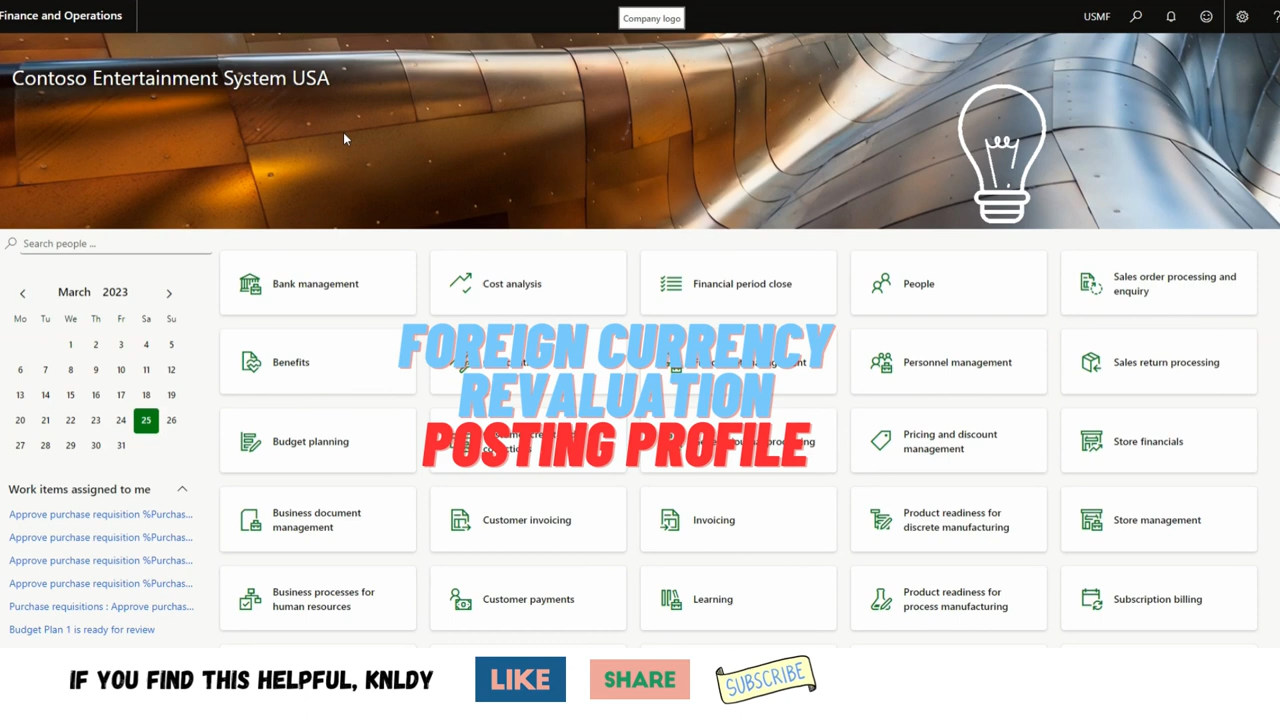 Finance and Operations
Company logo
USMF
?
Contoso Entertainment System USA
Search people ...
March 2023
Mo Tu We Th Fr Sa Su
1 2 3 4 5
6 7 8 9 10 11 12
13 14 15 16 17 18 19
20 21 22 23 24 25 26
27 28 29 30 31
Work items assigned to me
Approve purchase requisition %Purchas...
Approve purchase requisition %Purchas...
Approve purchase requisition %Purchas...
Approve purchase requisition %Purchas...
Purchase requisitions : Approve purchas...
Budget Plan 1 is ready for review
Bank management
Cost analysis
Financial period close
People
Sales order processing and
enquiry
Benefits
Personnel management
Sales return processing
FOREIGN CURRENCY
REVALUATION
POSTING PROFILE
Budget planning
Pricing and discount
management
Store financials
Business document
management
Customer invoicing
Invoicing
Product readiness for
discrete manufacturing
Store management
Business processes for
human resources
Customer payments
Learning
Product readiness for
process manufacturing
Subscription billing
IF YOU FIND THIS HELPFUL, KNLDY
LIKE
SHARE
SUBSCRIBE